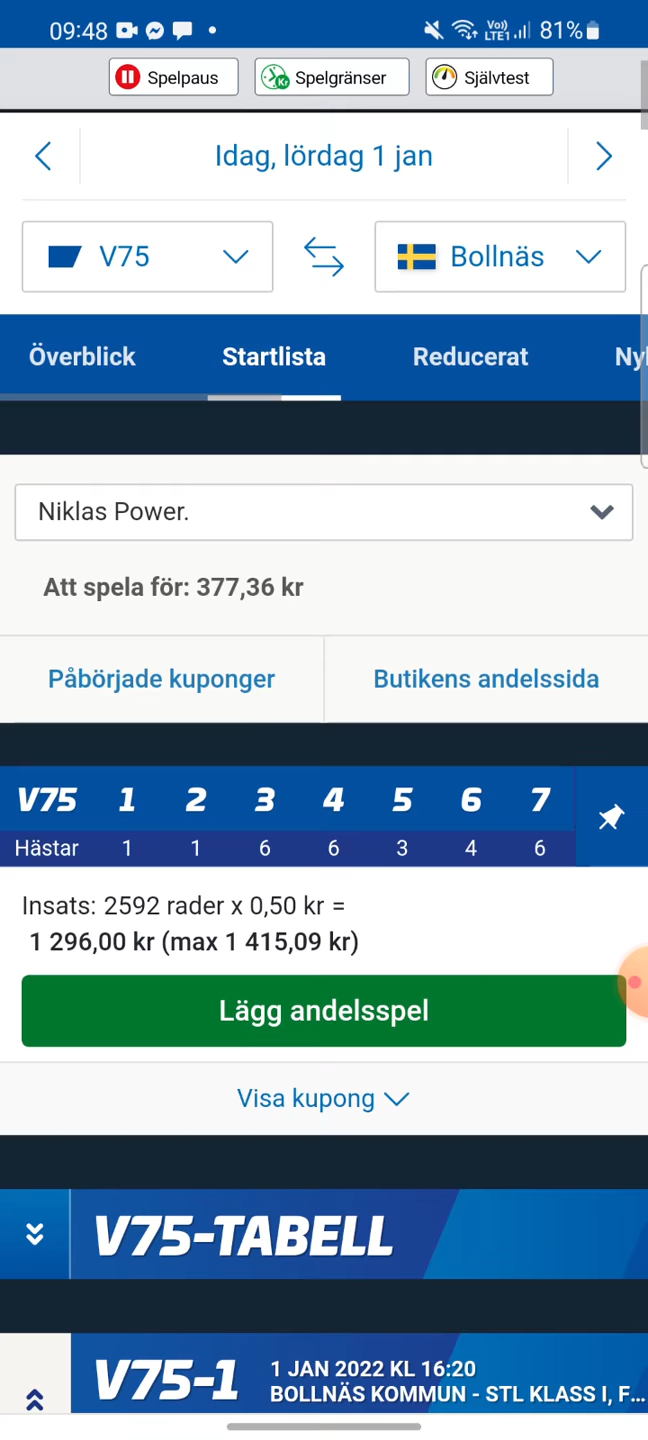 09:48 Vo)) LTE1 81%
Spelpaus Spelgränser Självtest
Idag, lördag 1 jan
V75 Bollnäs
Överblick Startlista Reducerat Ny
Niklas Power.
Att spela för: 377,36 kr
Påbörjade kuponger Butikens andelssida
V75 1 2 3 4 5 6 7
Hästar 1 1 6 6 3 4 6
Insats: 2592 rader x 0,50 kr =
1 296,00 kr (max 1 415,09 kr)
Lägg andelsspel
Visa kupong
V75-TABELL
V75-1 1 JAN 2022 KL 16:20
BOLLNÄS KOMMUN - STL KLASS I, F...